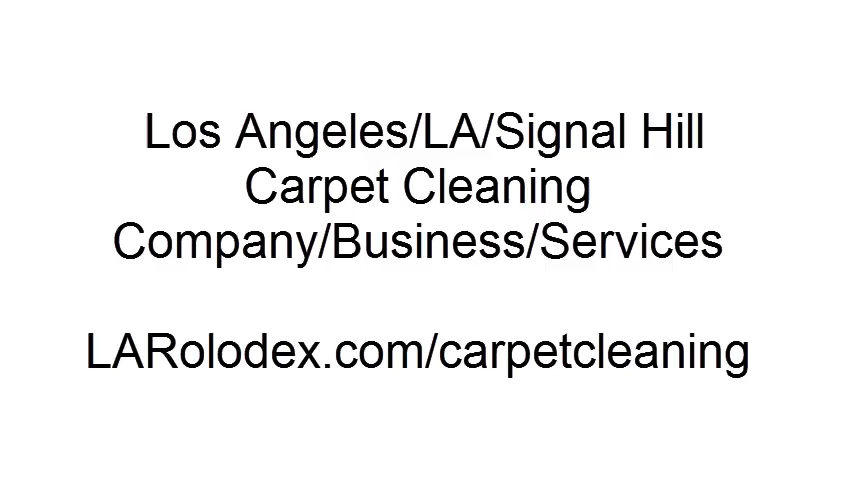 Los Angeles/LA/Signal Hill
Carpet Cleaning
Company/Business/Services
LARolodex.com/carpetcleaning